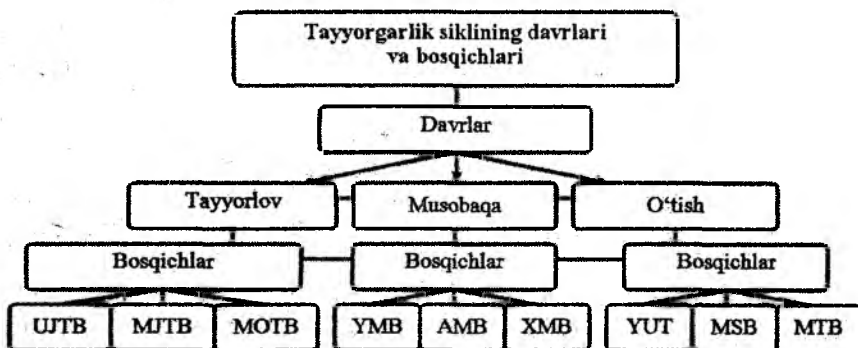 Tayyorgarlik siklining davrlari
va bosqichlari
Davrlar
Tayyorlov
Musobaqa
O‘tish
Bosqichlar
Bosqichlar
Bosqichlar
UJTB
MJTB
MOTB
YMB
AMB
XMB
YUT
MSB
MTB